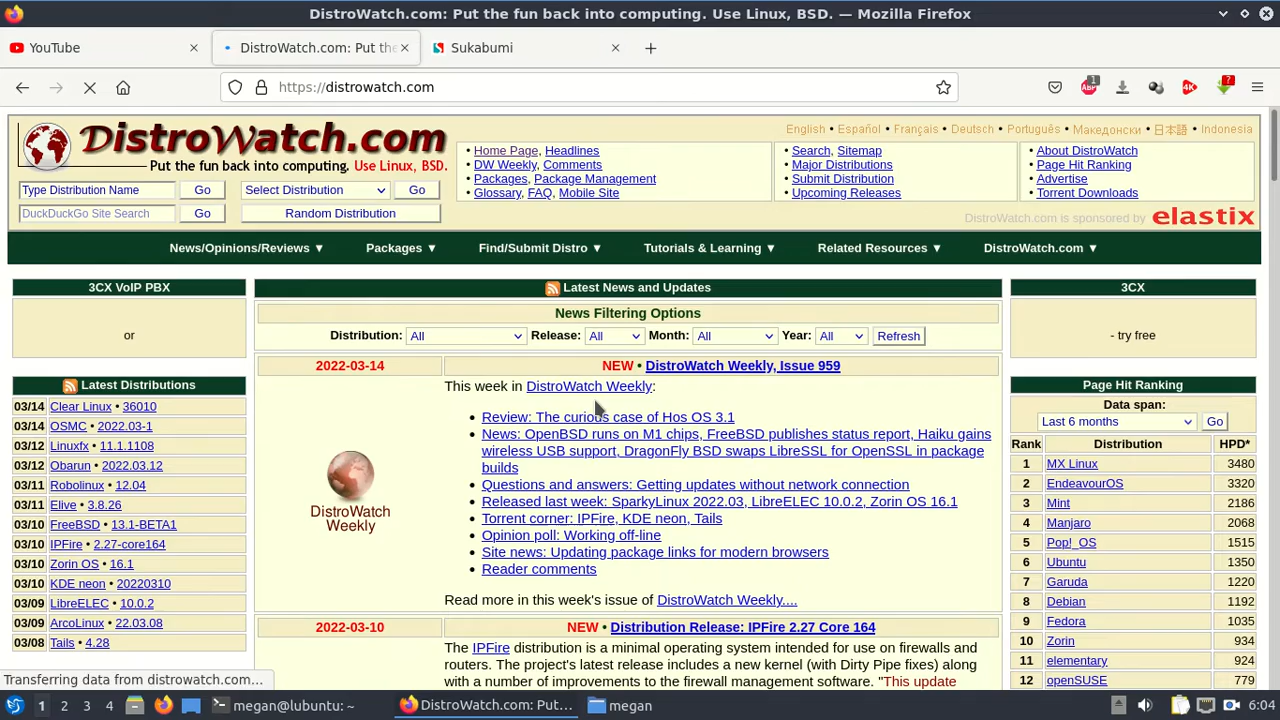 DistroWatch.com: Put the fun back into computing. Use Linux, BSD. — Mozilla Firefox
YouTube
DistroWatch.com: Put the
Sukabumi
https://distrowatch.com
ABP
1
4K
7
DistroWatch.com
Put the fun back into computing. Use Linux, BSD.
English • Español • Français • Deutsch • Português • Македонски • 日本語 • Indonesia
• Home Page, Headlines
• DW Weekly, Comments
• Packages, Package Management
• Glossary, FAQ, Mobile Site
• Search, Sitemap
• Major Distributions
• Submit Distribution
• Upcoming Releases
• About DistroWatch
• Page Hit Ranking
• Advertise
• Torrent Downloads
Type Distribution Name Go Select Distribution Go
DuckDuckGo Site Search Go Random Distribution
DistroWatch.com is sponsored by elastix
News/Opinions/Reviews ▼ Packages ▼ Find/Submit Distro ▼ Tutorials & Learning ▼ Related Resources ▼ DistroWatch.com ▼
3CX VoIP PBX
or
Latest Distributions
03/14 Clear Linux • 36010
03/14 OSMC • 2022.03-1
03/12 Linuxfx • 11.1.1108
03/12 Obarun • 2022.03.12
03/11 Robolinux • 12.04
03/11 Elive • 3.8.26
03/10 FreeBSD • 13.1-BETA1
03/10 IPFire • 2.27-core164
03/10 Zorin OS • 16.1
03/10 KDE neon • 20220310
03/09 LibreELEC • 10.0.2
03/09 ArcoLinux • 22.03.08
03/08 Tails • 4.28
Latest News and Updates
News Filtering Options
Distribution: All Release: All Month: All Year: All Refresh
2022-03-14 NEW • DistroWatch Weekly, Issue 959
DistroWatch
Weekly
This week in DistroWatch Weekly:
• Review: The curious case of Hos OS 3.1
• News: OpenBSD runs on M1 chips, FreeBSD publishes status report, Haiku gains
wireless USB support, DragonFly BSD swaps LibreSSL for OpenSSL in package
builds
• Questions and answers: Getting updates without network connection
• Released last week: SparkyLinux 2022.03, LibreELEC 10.0.2, Zorin OS 16.1
• Torrent corner: IPFire, KDE neon, Tails
• Opinion poll: Working off-line
• Site news: Updating package links for modern browsers
• Reader comments
Read more in this week's issue of DistroWatch Weekly....
2022-03-10 NEW • Distribution Release: IPFire 2.27 Core 164
The IPFire distribution is a minimal operating system intended for use on firewalls and
routers. The project's latest release includes a new kernel (with Dirty Pipe fixes) along
with a number of improvements to the firewall management software. "This update
3CX
- try free
Page Hit Ranking
Data span:
Last 6 months Go
Rank Distribution HPD*
1 MX Linux 3480
2 EndeavourOS 3320
3 Mint 2186
4 Manjaro 2068
5 Pop!_OS 1515
6 Ubuntu 1350
7 Garuda 1220
8 Debian 1192
9 Fedora 1035
10 Zorin 934
11 elementary 924
12 openSUSE 779
Transferring data from distrowatch.com…
1 2 3 4 megan@lubuntu: ~ DistroWatch.com: Put… megan 6:04